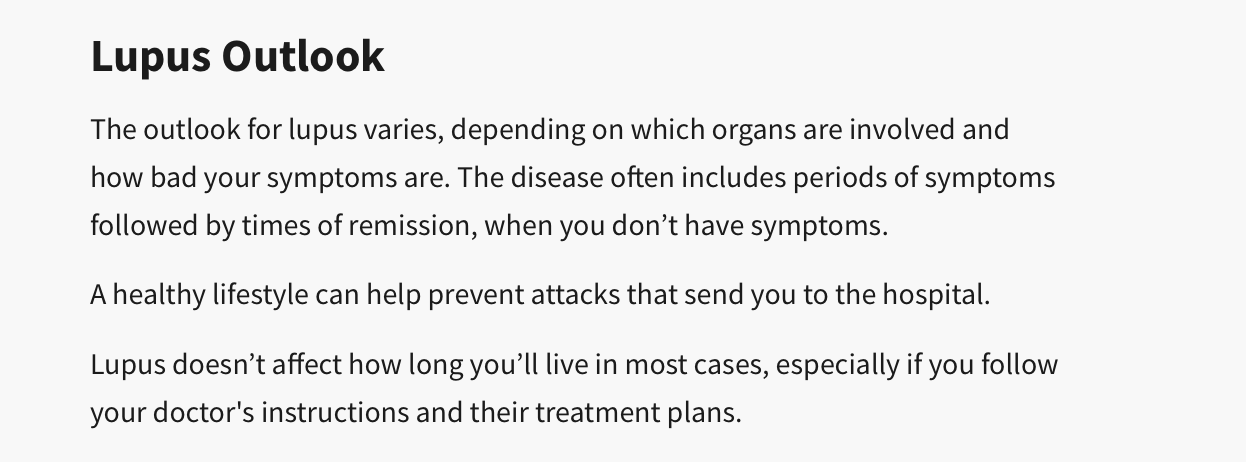 Lupus Outlook
The outlook for lupus varies, depending on which organs are involved and
how bad your symptoms are. The disease often includes periods of symptoms
followed by times of remission, when you don’t have symptoms.
A healthy lifestyle can help prevent attacks that send you to the hospital.
Lupus doesn’t affect how long you’ll live in most cases, especially if you follow
your doctor's instructions and their treatment plans.